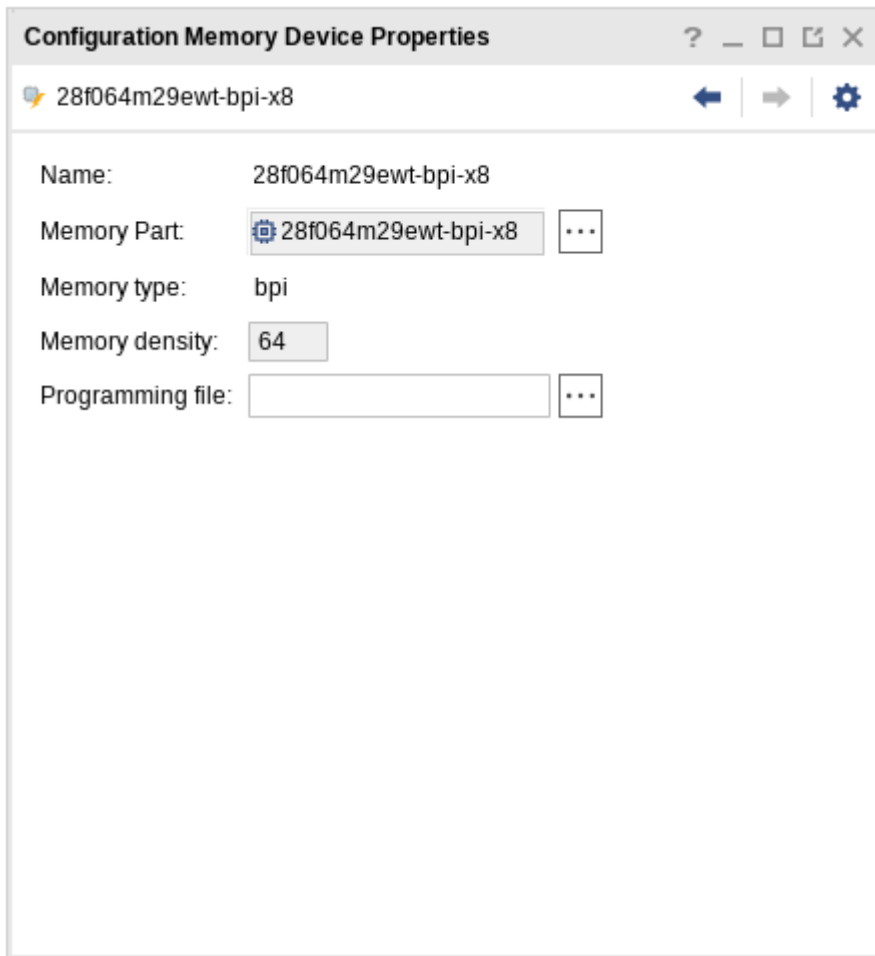 Configuration Memory Device Properties ?
28f064m29ewt-bpi-x8
Name: 28f064m29ewt-bpi-x8
Memory Part: 28f064m29ewt-bpi-x8 ...
Memory type: bpi
Memory density: 64
Programming file: ...